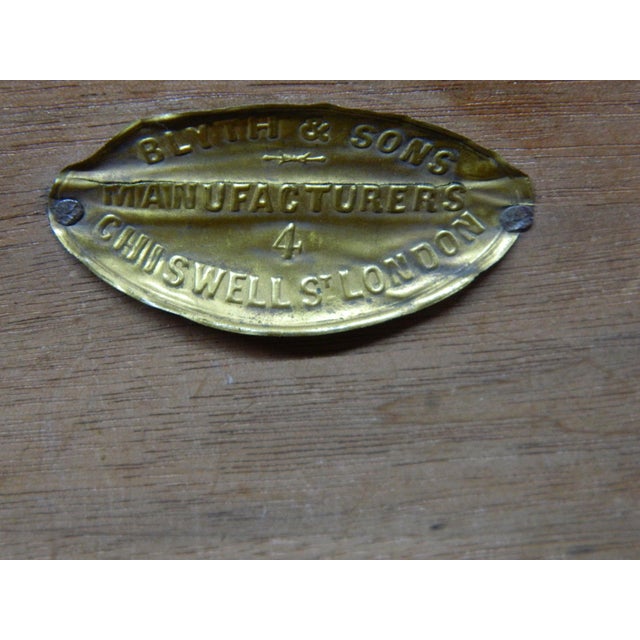 BLYTH & SONS
MANUFACTURERS
4
CHISWELL ST LONDON